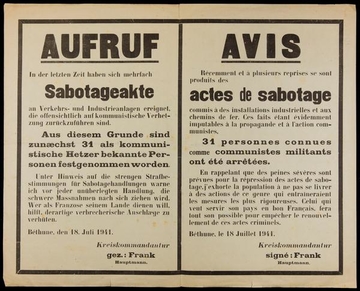 AUFRUF
In der letzten Zeit haben sich mehrfach
Sabotageakte
an Verkehrs- und Industrieanlagen ereignet,
die offensichtlich auf kommunistische Verhet-
zung zurückzuführen sind.
Aus diesem Grunde sind
zunæchst 31 als kommuni-
stische Hetzer bekannte Per-
sonen festgenommen worden
Unter Hinweis auf die strengen Strafbe-
stimmungen für Sabotagehandlungen warne
ich vor jeder unüberlegten Handlung, die
schwere Massnahmen nach sich ziehen wird.
Wer als Franzose seinem Lande dienen will,
hilft, derartige verbrecherische Anschläge zu
verhüten.
Bethune, den 18. Juli 1941.
Kreiskommandantur
gez.: Frank
Hauptmann.
AVIS
Récemment et à plusieurs reprises se sont
produits des
actes de sabotage
commis à des installations industrielles et aux
chemins de fer. Ces faits étant evidemment
imputables à la propagande et à l'action com-
munistes.
31 personnes connues
comme communistes militants
ont été arrêtées.
En rappelant que des peines sévères sont
prévues pour la répression des actes de sabo-
tage, j'exhorte la population à ne pas se livrer
à des actions de ce genre qui entraineraient
les mesures les plus rigoureuses. Celui qui
veut servir son pays en bon Français, fera
tout son possible pour empêcher le renouvel-
lement de ces actes criminels.
Bethune, le 18 Juillet 1941.
Kreiskommandantur
signé : Frank
Hauptmann.